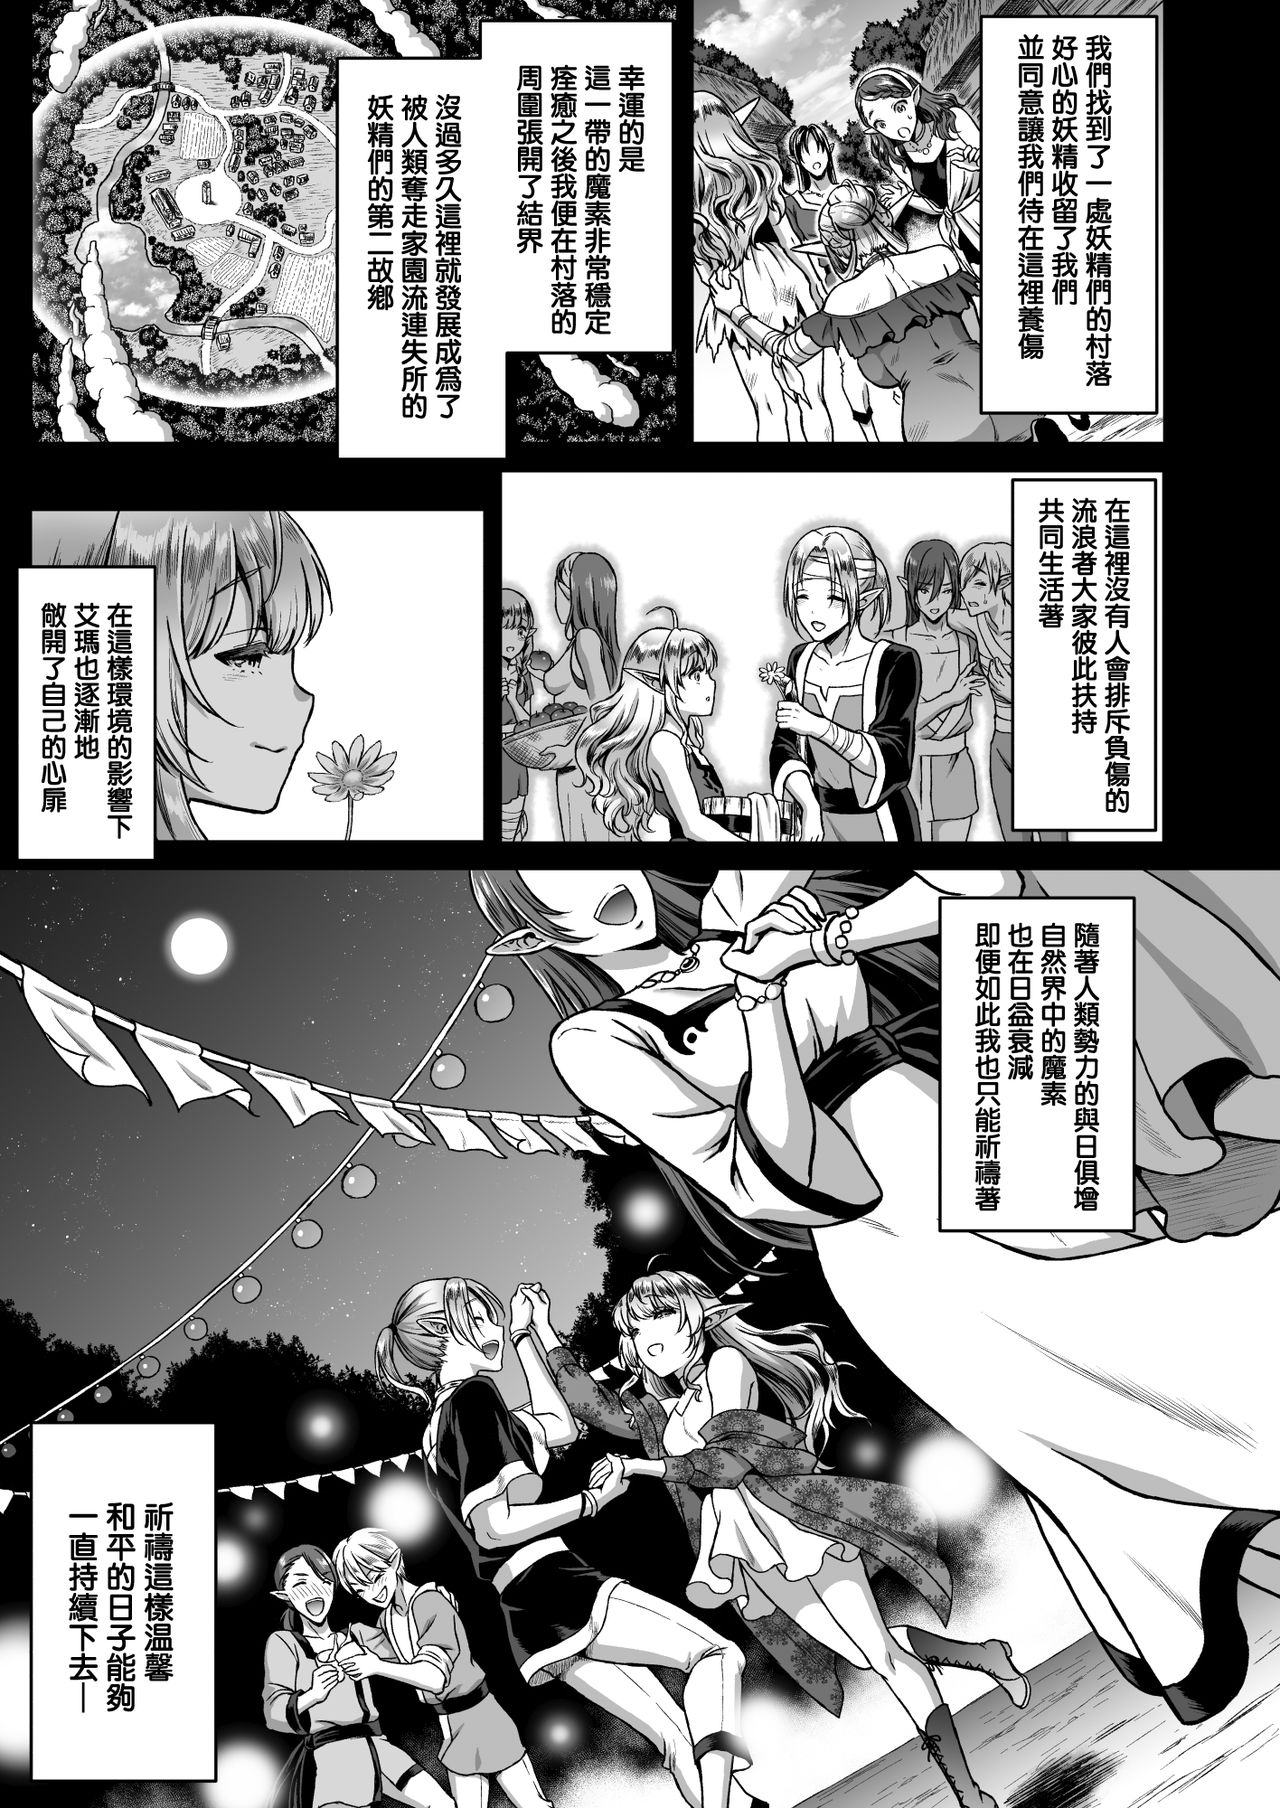 我們找到了一處妖精們的村落
好心的妖精收留了我們
並同意讓我們待在這裡養傷
幸運的是
這一帶的魔素非常穩定
痊癒之後我便在村落的
周圍張開了結界
沒過多久這裡就發展成爲了
被人類奪走家園流連失所的
妖精們的第二故鄉
在這裡沒有人會排斥負傷的
流浪者大家彼此扶持
共同生活著
在這樣環境的影響下
艾瑪也逐漸地
敞開了自己的心扉
隨著人類勢力的與日俱增
自然界中的魔素
也在日益衰減
即便如此我也只能祈禱著
祈禱這樣溫馨
和平的日子能夠
一直持續下去—